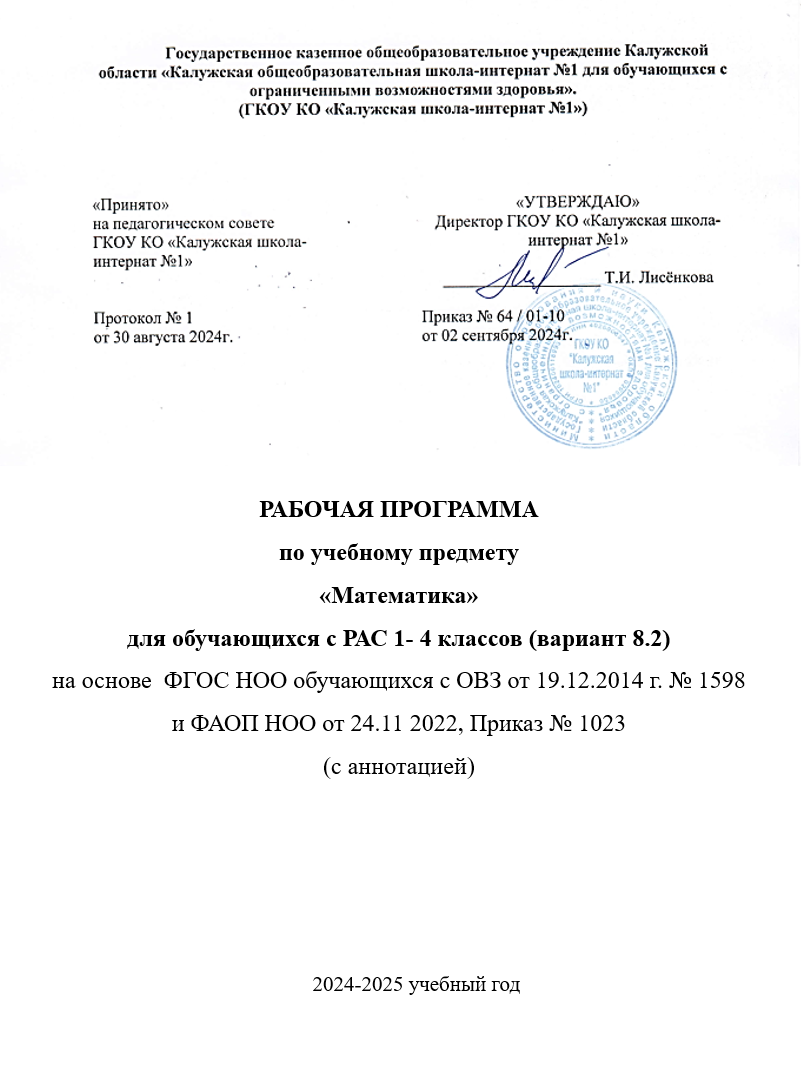 Государственное казенное общеобразовательное учреждение Калужской
области «Калужская общеобразовательная школа-интернат №1 для обучающихся с
ограниченными возможностями здоровья».
(ГКОУ КО «Калужская школа-интернат №1»)
«Принято»
на педагогическом совете
ГКОУ КО «Калужская школа-
интернат №1»
Протокол № 1
от 30 августа 2024г.
«УТВЕРЖДАЮ»
Директор ГКОУ КО «Калужская школа-
интернат №1»
Т.И. Лисёнкова
Приказ № 64 / 01-10
от 02 сентября 2024г.
ГКОУ КО
"Калужская
школа-интернат
№1"
РАБОЧАЯ ПРОГРАММА
по учебному предмету
«Математика»
для обучающихся с РАС 1- 4 классов (вариант 8.2)
на основе  ФГОС НОО обучающихся с ОВЗ от 19.12.2014 г. № 1598
и ФАОП НОО от 24.11 2022, Приказ № 1023
(с аннотацией)
2024-2025 учебный год